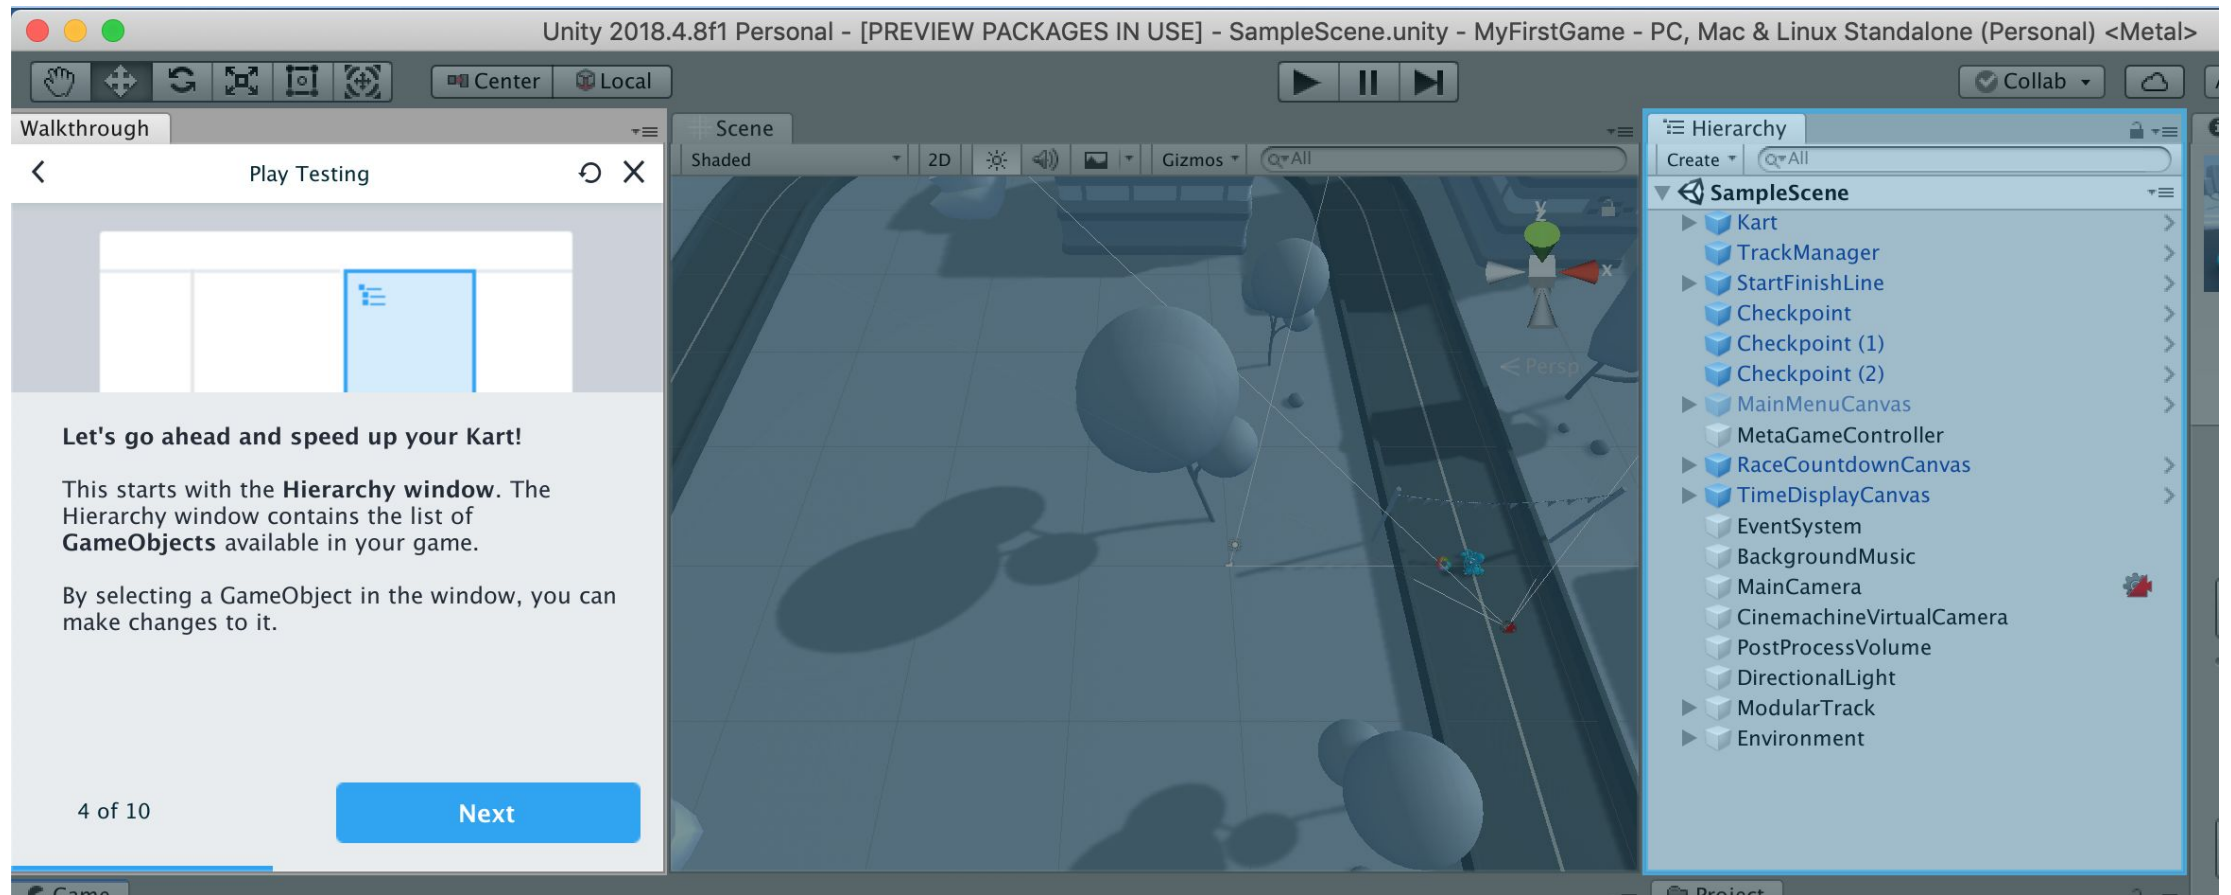 Unity 2018.4.8f1 Personal - [PREVIEW PACKAGES IN USE] - SampleScene.unity - MyFirstGame - PC, Mac & Linux Standalone (Personal) <Metal>
Center
Local
Collab
Walkthrough
Play Testing
Let's go ahead and speed up your Kart!
This starts with the Hierarchy window. The
Hierarchy window contains the list of
GameObjects available in your game.
By selecting a GameObject in the window, you can
make changes to it.
4 of 10
Next
Scene
Shaded
2D
Gizmos
All
y
x
Persp
Hierarchy
Create
All
SampleScene
Kart
TrackManager
StartFinishLine
Checkpoint
Checkpoint (1)
Checkpoint (2)
MainMenuCanvas
MetaGameController
RaceCountdownCanvas
TimeDisplayCanvas
EventSystem
BackgroundMusic
MainCamera
CinemachineVirtualCamera
PostProcessVolume
DirectionalLight
ModularTrack
Environment
Game
Project